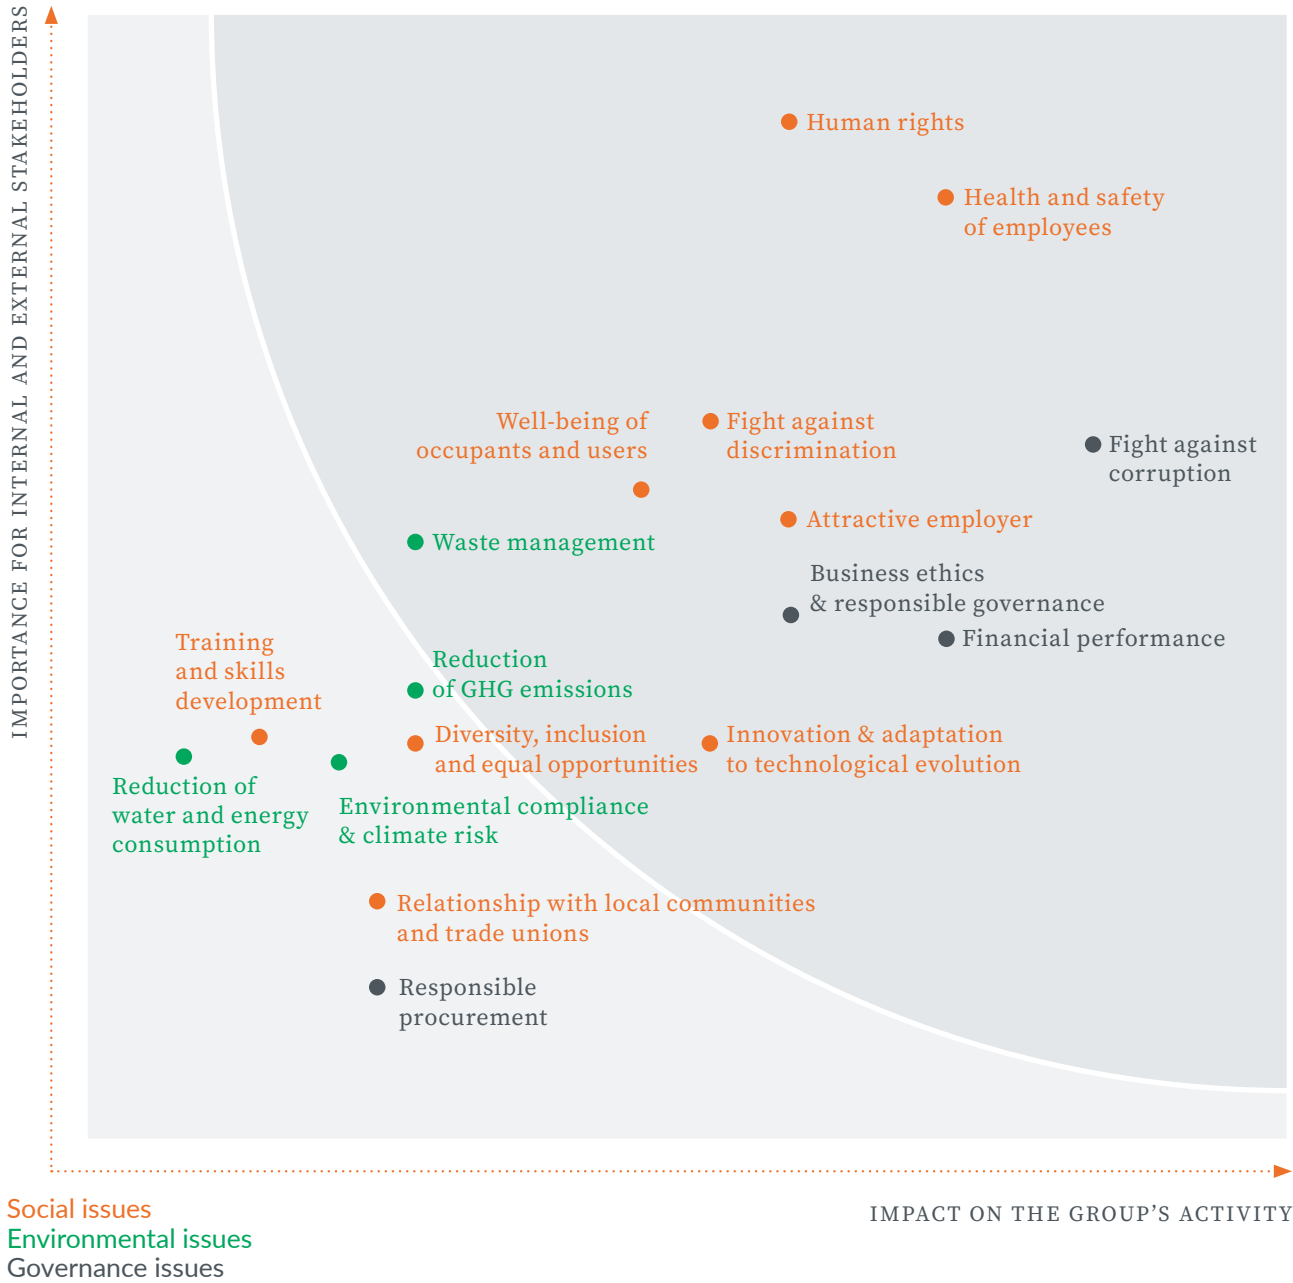 IMPORTANCE FOR INTERNAL AND EXTERNAL STAKEHOLDERS
Human rights
Health and safety
of employees
Well-being of
occupants and users
Fight against
discrimination
Fight against
corruption
Attractive employer
Waste management
Business ethics
& responsible governance
Financial performance
Training
and skills
development
Reduction
of GHG emissions
Diversity, inclusion
and equal opportunities
Innovation & adaptation
to technological evolution
Reduction of
water and energy
consumption
Environmental compliance
& climate risk
Relationship with local communities
and trade unions
Responsible
procurement
IMPACT ON THE GROUP’S ACTIVITY
Social issues
Environmental issues
Governance issues